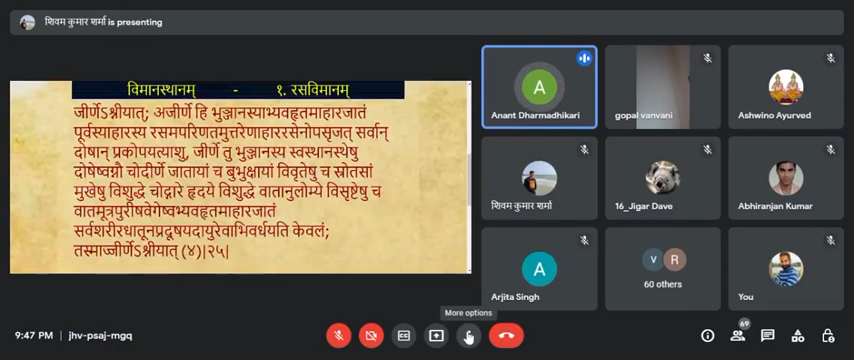 शिवम कुमार शर्मा is presenting
विमानस्थानम् - १. रसविमानम्
जीर्णेऽश्नीयात्; अजीर्णे हि भुञ्जानस्याभ्यवहृतमाहारजातं
पूर्वस्याहारस्य रसमपरिणतमुत्तरेणाहाररसेनोपसृजत् सर्वान्
दोषान् प्रकोपयत्याशु, जीर्णे तु भुञ्जानस्य स्वस्थानस्थेषु
दोषेष्वग्नौ चोदीर्णे जातायां च बुभुक्षायां विवृतेषु च स्रोतसां
मुखेषु विशुद्धे चोद्गारे हृदये विशुद्धे वातानुलोम्ये विसृष्टेषु च
वातमूत्रपुरीषवेगेष्वभ्यवहृतमाहारजातं
सर्वशरीरधातूनप्रदूषयदायुरेवाभिवर्धयति केवलं;
तस्माज्जीर्णेऽश्नीयात् (४)|२५|
A
Anant Dharmadhikari
gopal vanvani
Ashwino Ayurved
शिवम कुमार शर्मा
16_Jigar Dave
Abhiranjan Kumar
A
Arjita Singh
V R
60 others
You
More options
9:47 PM | jhv-psaj-mgq
CC
69